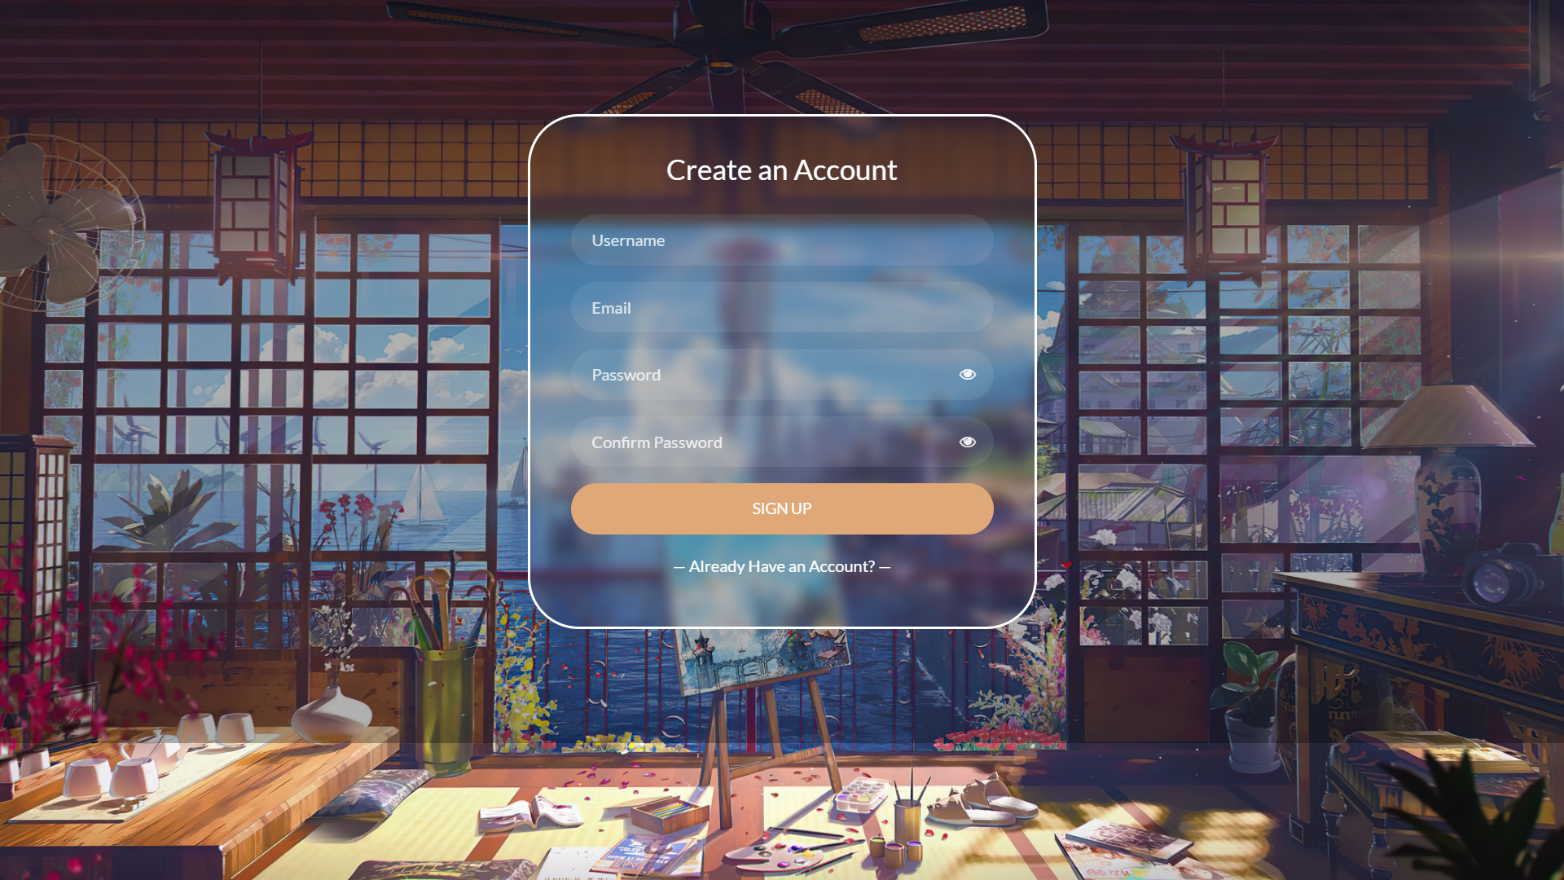 Create an Account
Username
Email
Password
Confirm Password
SIGN UP
— Already Have an Account? —